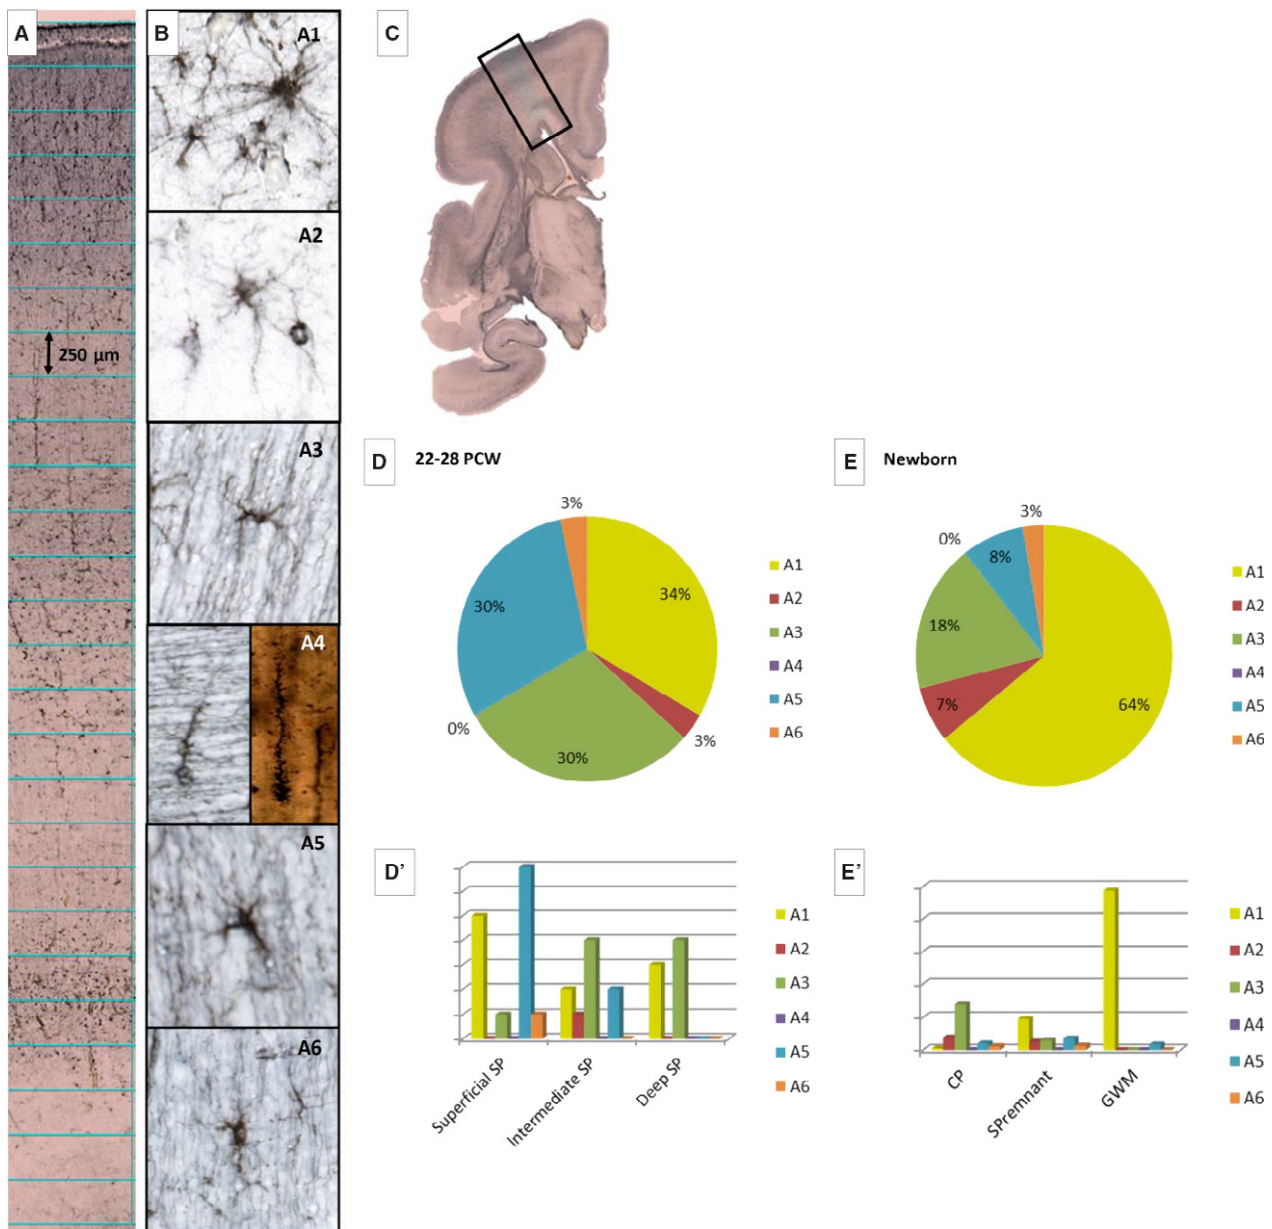 A
B
A1
C
A2
250 µm
A3
D
22-28 PCW
E
Newborn
3%
34%
30%
0%
30%
3%
A1
A2
A3
A4
A5
A6
3%
0%
8%
18%
7%
64%
A1
A2
A3
A4
A5
A6
A4
A5
D’
A1
A2
A3
A4
A5
A6
Superficial SP
Intermediate SP
Deep SP
E’
A1
A2
A3
A4
A5
A6
CP
SPremnant
GWM
A6